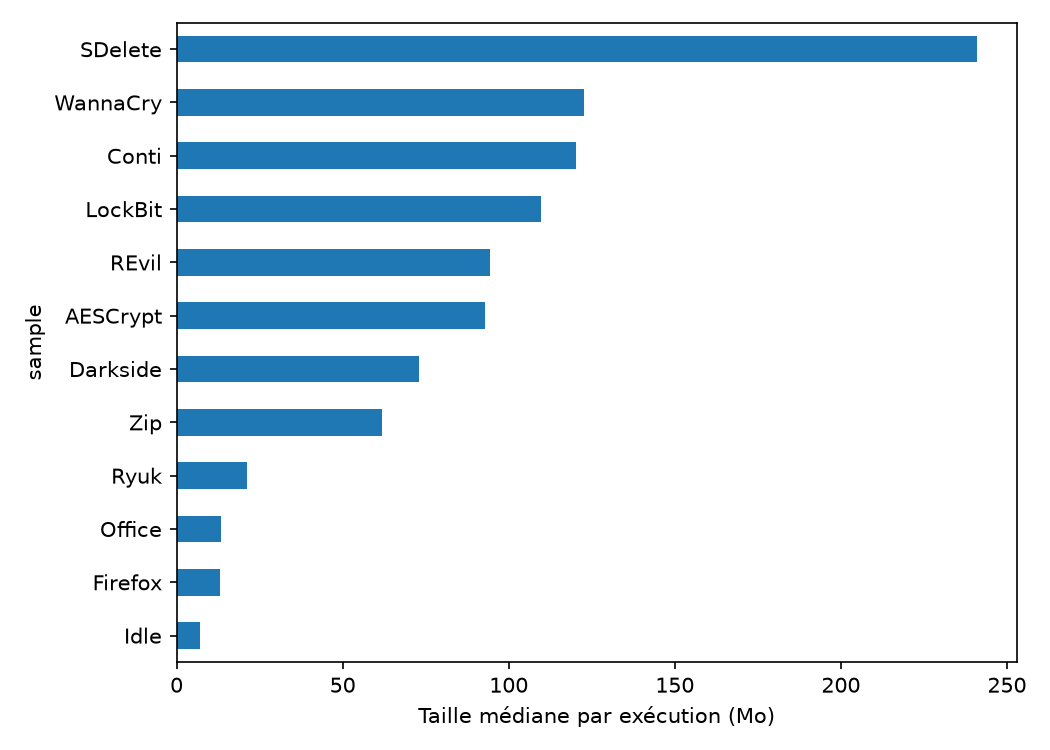 SDelete
WannaCry
Conti
LockBit
REvil
AESCrypt
Darkside
Zip
Ryuk
Office
Firefox
Idle
sample
0 50 100 150 200 250
Taille médiane par exécution (Mo)